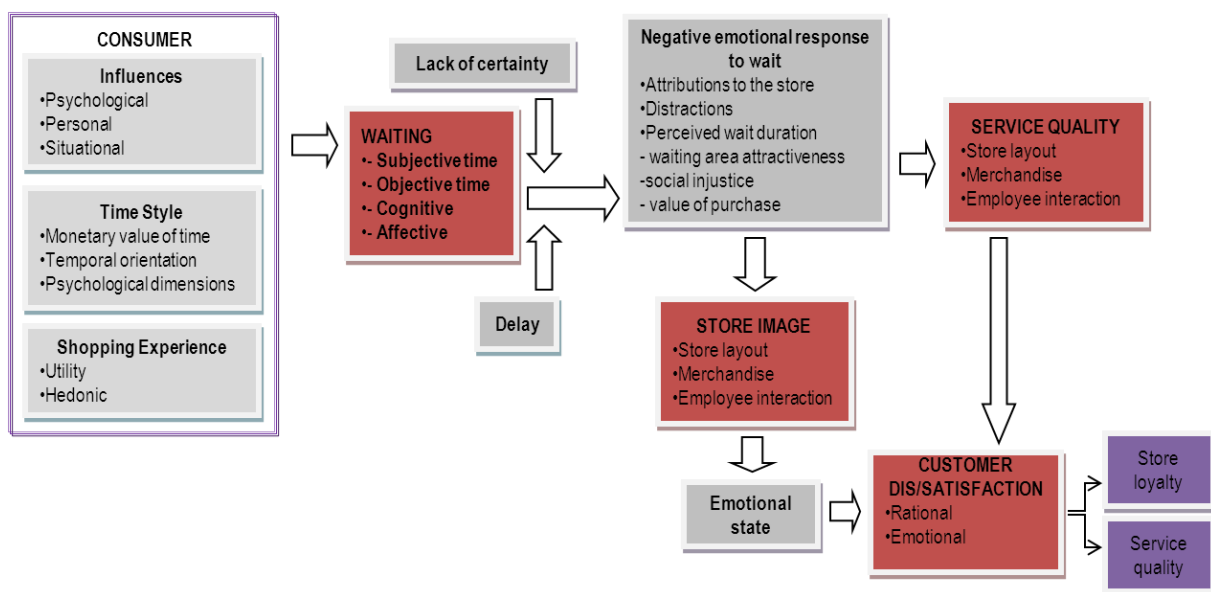 CONSUMER
Influences
•Psychological
•Personal
•Situational
Time Style
•Monetary value of time
•Temporal orientation
•Psychological dimensions
Shopping Experience
•Utility
•Hedonic
WAITING
•- Subjective time
•- Objective time
•- Cognitive
•- Affective
Lack of certainty
Delay
Negative emotional response
to wait
•Attributions to the store
•Distractions
•Perceived wait duration
- waiting area attractiveness
-social injustice
- value of purchase
SERVICE QUALITY
•Store layout
•Merchandise
•Employee interaction
STORE IMAGE
•Store layout
•Merchandise
•Employee interaction
Emotional
state
CUSTOMER
DIS/SATISFACTION
•Rational
•Emotional
Store
loyalty
Service
quality